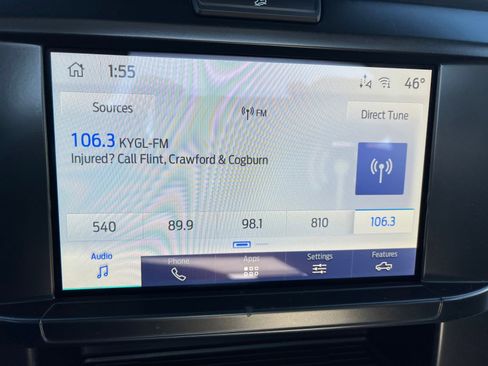 1:55
46°
Sources
FM
Direct Tune
106.3 KYGL-FM
Injured? Call Flint, Crawford & Cogburn
540 89.9 98.1 810 106.3
Audio Phone Apps Settings Features